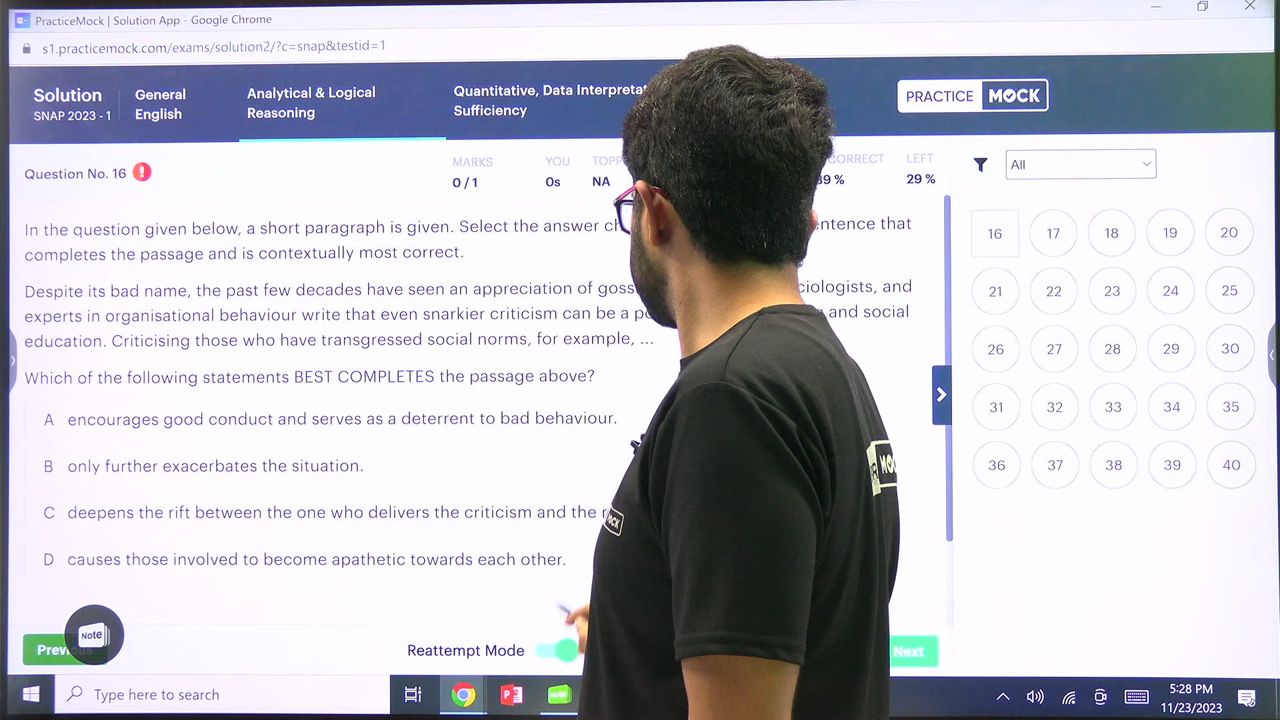 PracticeMock | Solution App - Google Chrome
s1.practicemock.com/exams/solution2/?c=snap&testid=1
Solution
SNAP 2023 - 1
General English
Analytical & Logical Reasoning
Quantitative, Data
Sufficiency
PRACTICE MOCK
Question No. 16
MARKS
0 / 1
YOU
0s
NA
LEFT
29 %
All
In the question given below, a short paragraph is given. Select the answer that
completes the passage and is contextually most correct.
Despite its bad name, the past few decades have seen an appreciation of and
experts in organisational behaviour write that even snarkier criticism can be a and social
education. Criticising those who have transgressed social norms, for example, ...
Which of the following statements BEST COMPLETES the passage above?
A encourages good conduct and serves as a deterrent to bad behaviour.
B only further exacerbates the situation.
C deepens the rift between the one who delivers the criticism and the
D causes those involved to become apathetic towards each other.
16 17 18 19 20
21 22 23 24 25
26 27 28 29 30
31 32 33 34 35
36 37 38 39 40
Note
Reattempt Mode
Next
Type here to search
Note
5:28 PM
11/23/2023